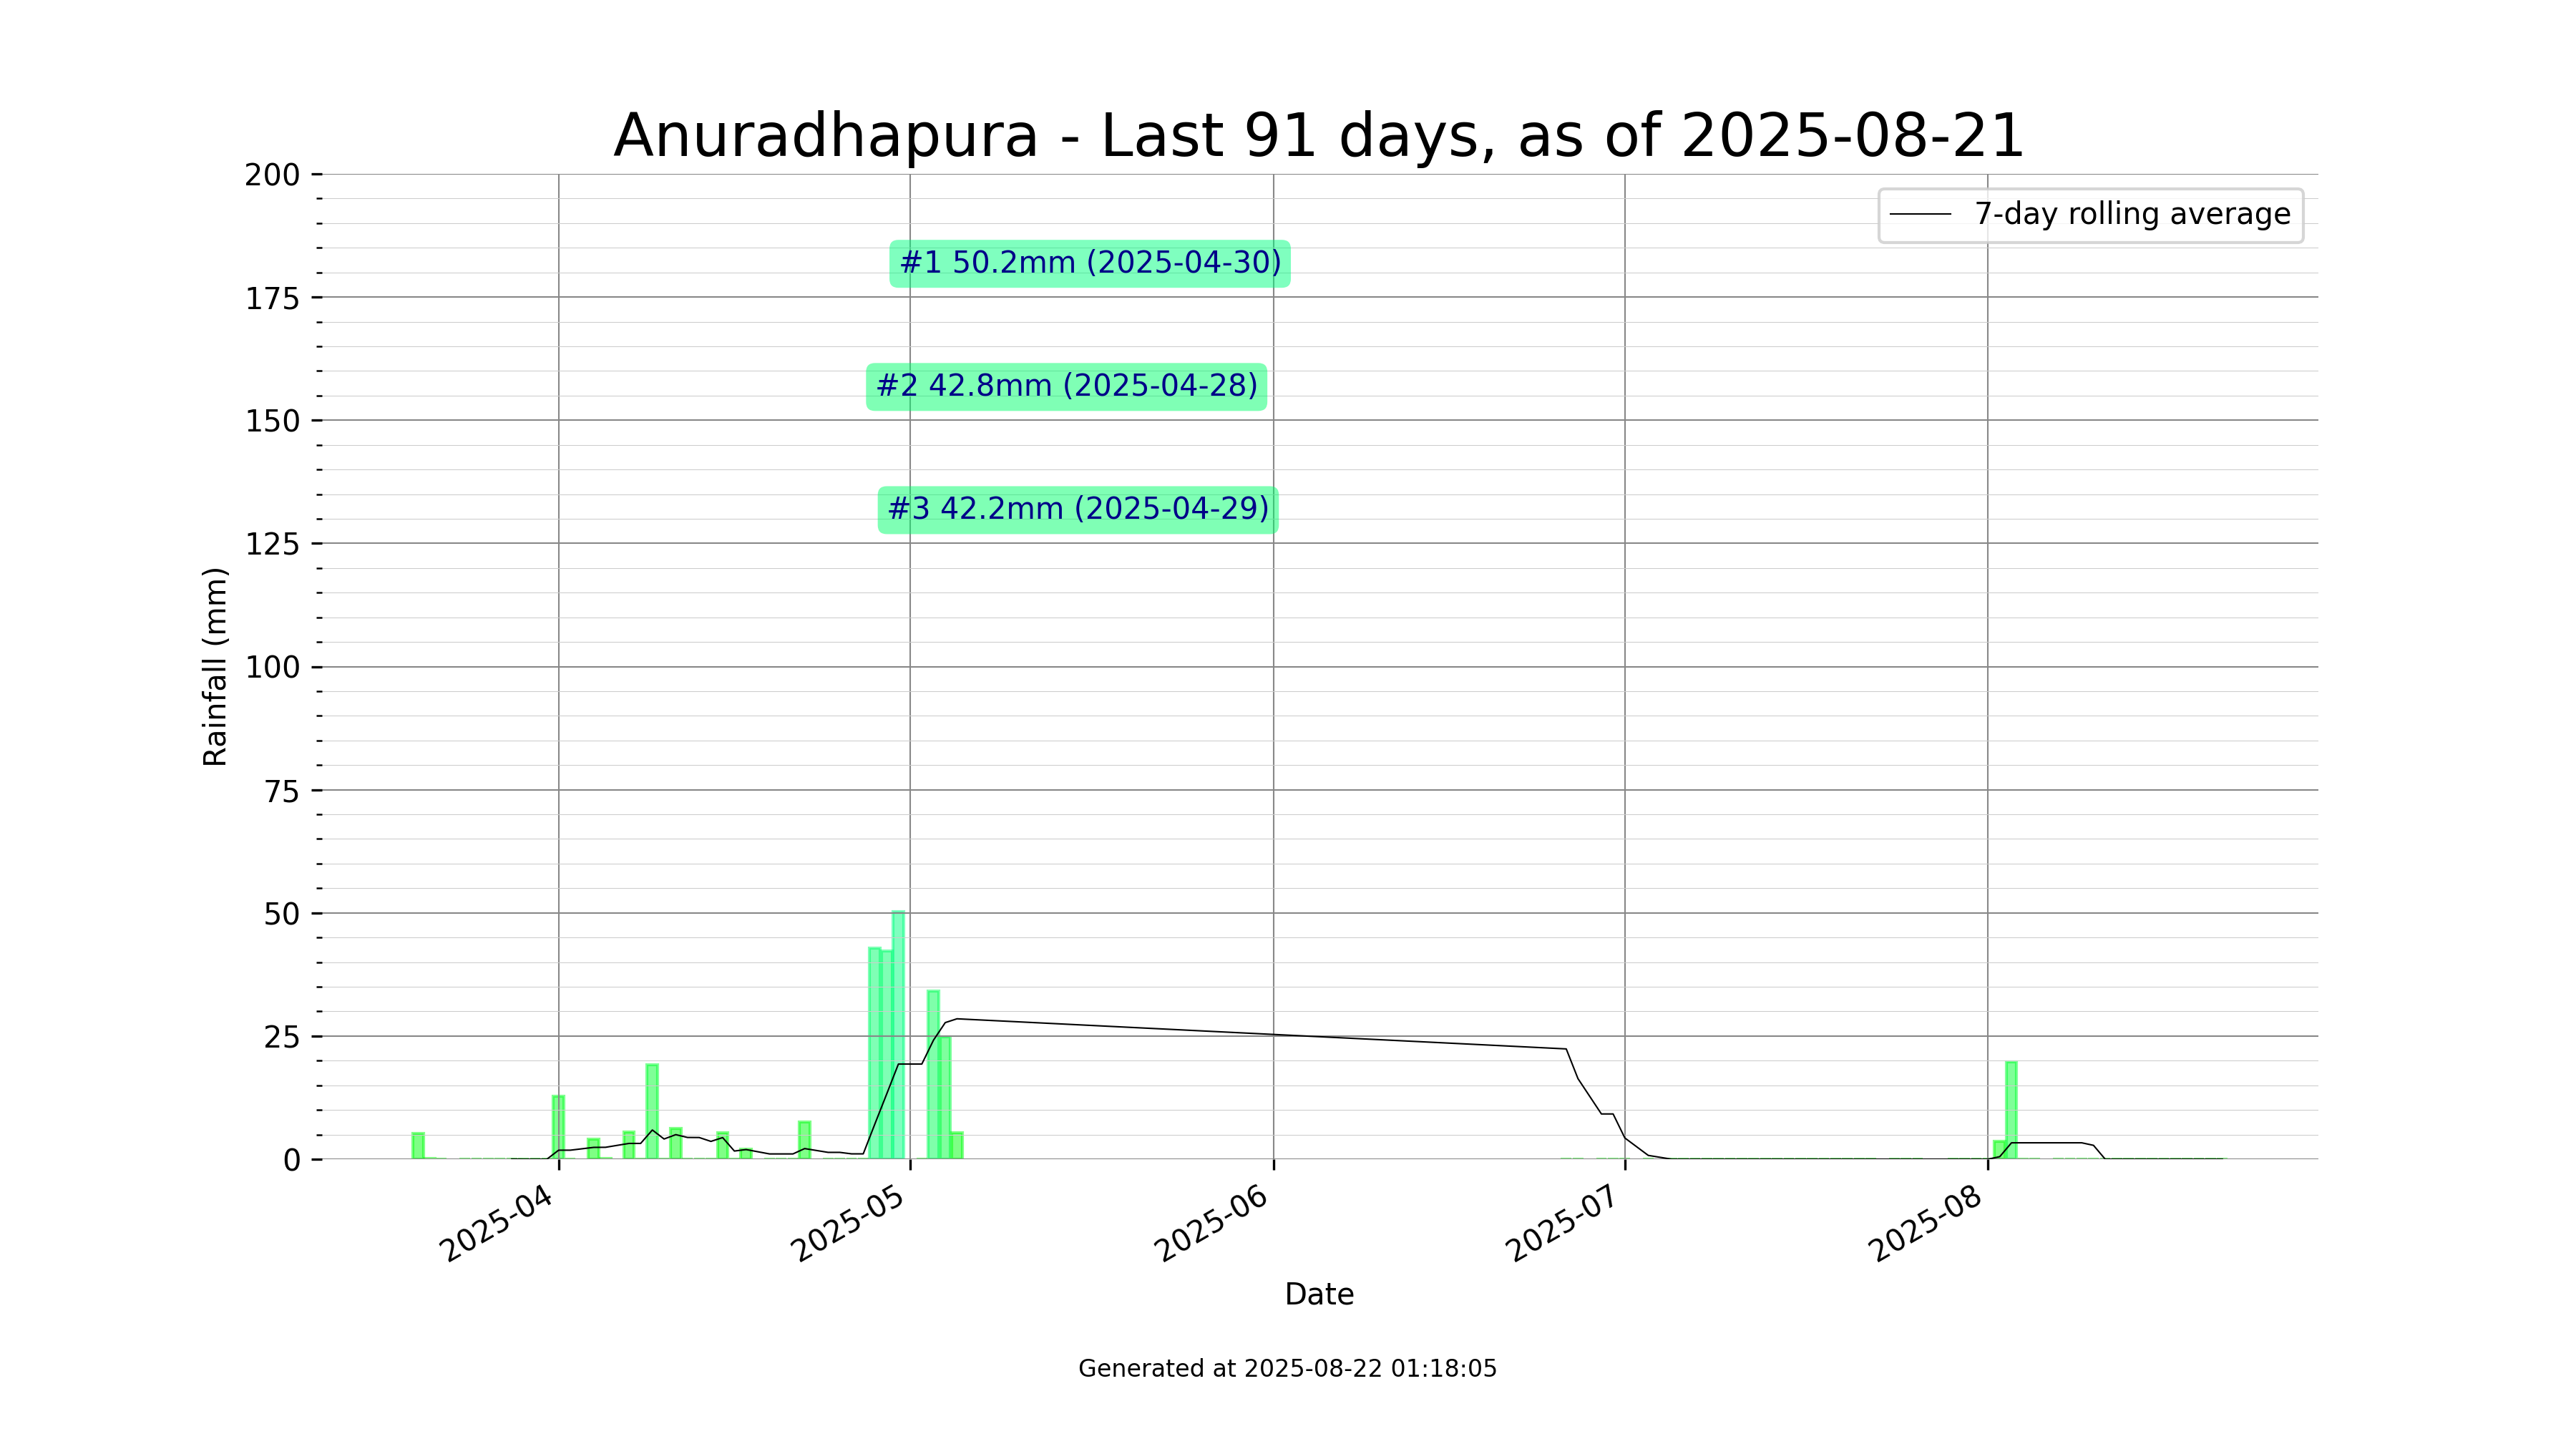 Anuradhapura - Last 91 days, as of 2025-08-21
7-day rolling average
200
175
150
125
100
75
50
25
0
Rainfall (mm)
#1 50.2mm (2025-04-30)
#2 42.8mm (2025-04-28)
#3 42.2mm (2025-04-29)
2025-04
2025-05
2025-06
2025-07
2025-08
Date
Generated at 2025-08-22 01:18:05